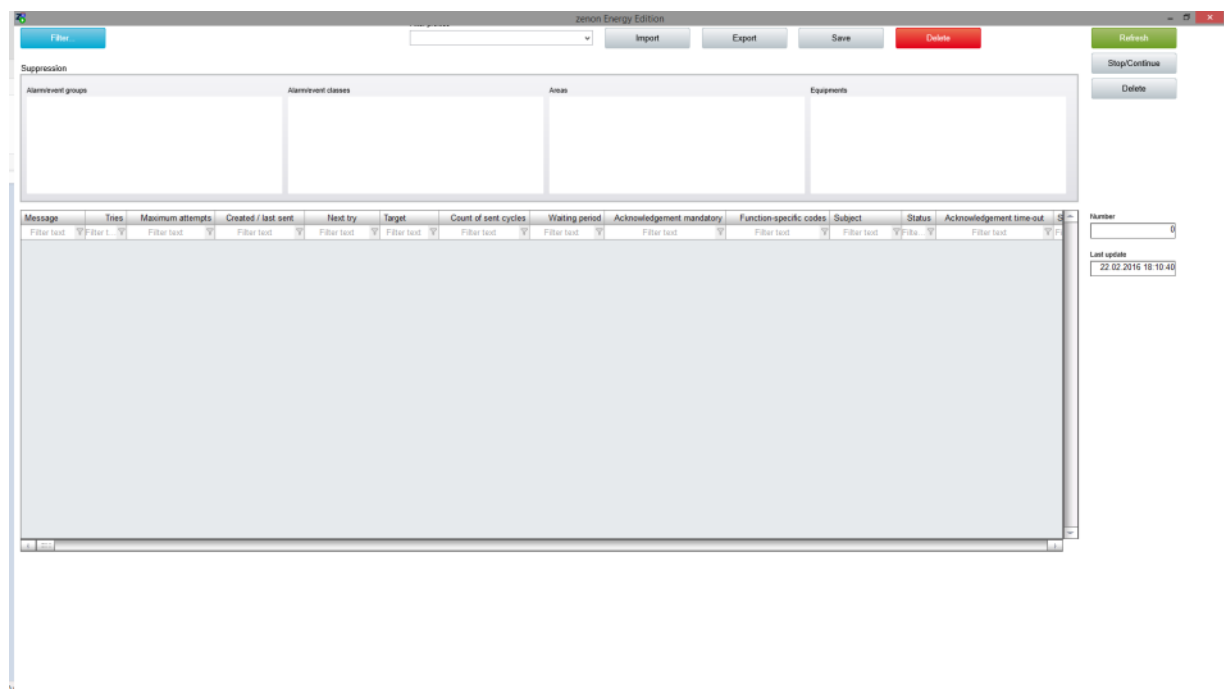 zenon Energy Edition
Filter...
Import
Export
Save
Delete
Refresh
Stop/Continue
Delete
Suppression
Alarm/event groups
Alarm/event classes
Areas
Equipments
Message Tries Maximum attempts Created / last sent Next try Target Count of sent cycles Waiting period Acknowledgement mandatory Function-specific codes Subject Status Acknowledgement time-out S
Filter text Filter t... Filter text Filter text Filter text Filter text Filter text Filter text Filter text Filter text Filter text Filte... Filter text Fi
Number
0
Last update
22.02.2016 18:10:40